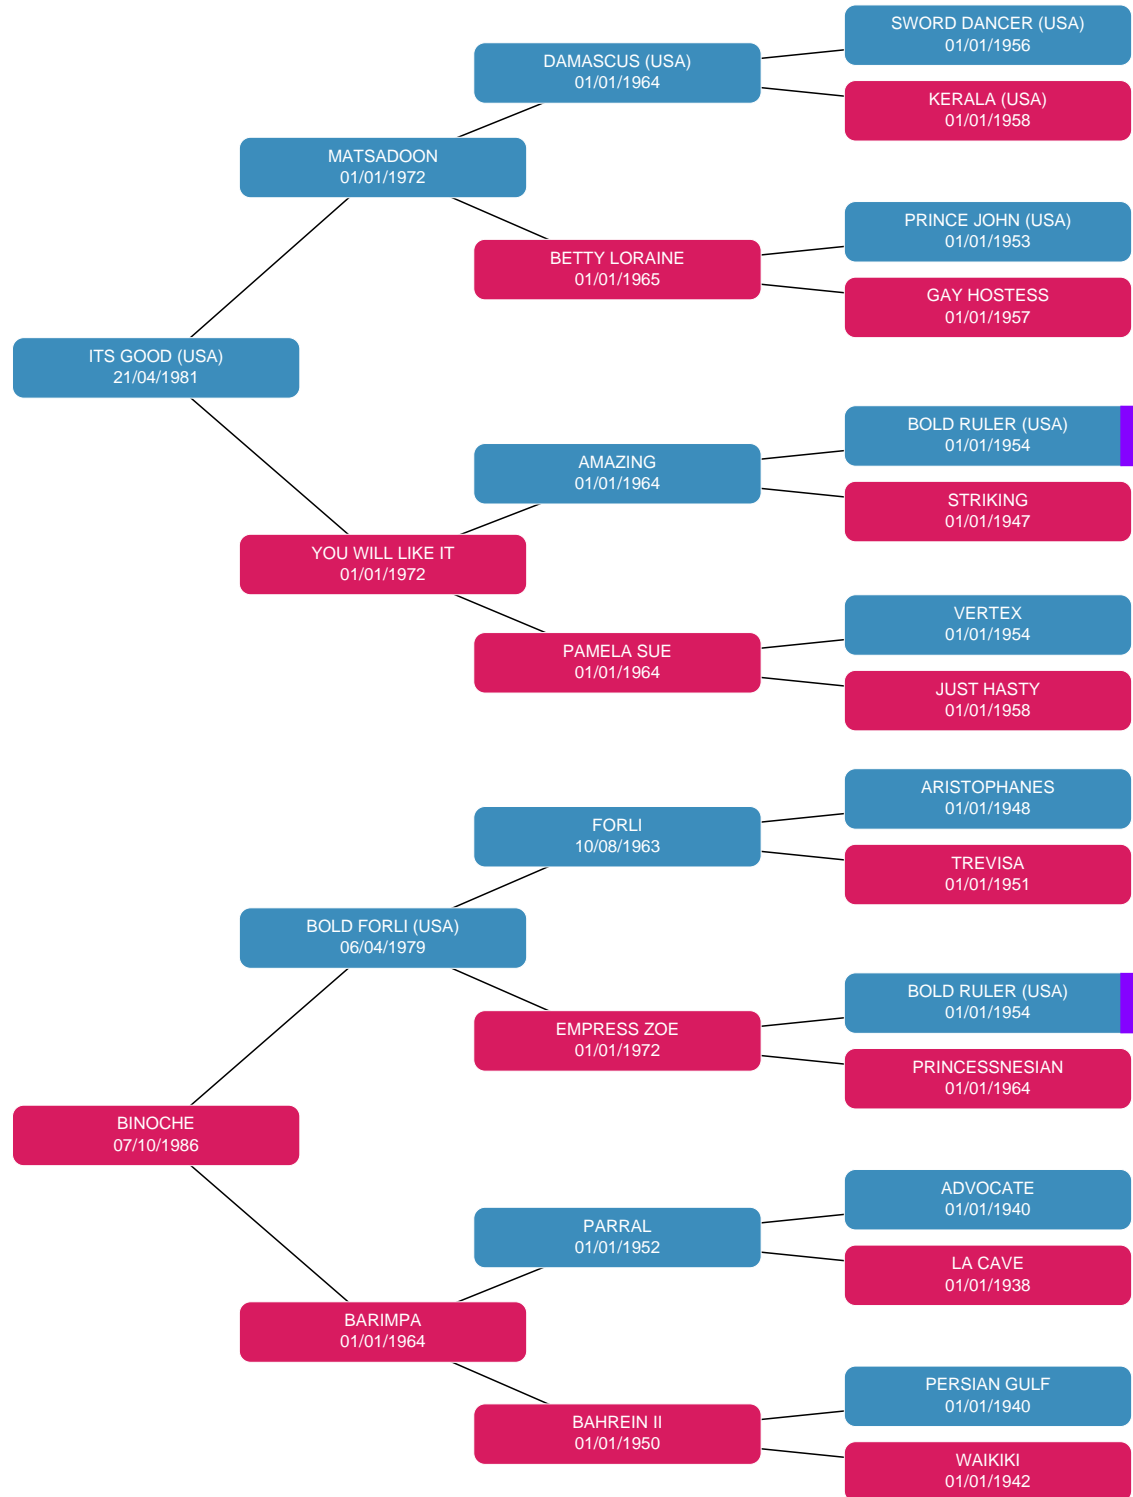 SWORD DANCER (USA)
01/01/1956
DAMASCUS (USA)
01/01/1964
KERALA (USA)
01/01/1958
MATSADOON
01/01/1972
PRINCE JOHN (USA)
01/01/1953
BETTY LORAINE
01/01/1965
GAY HOSTESS
01/01/1957
ITS GOOD (USA)
21/04/1981
BOLD RULER (USA)
01/01/1954
AMAZING
01/01/1964
STRIKING
01/01/1947
YOU WILL LIKE IT
01/01/1972
VERTEX
01/01/1954
PAMELA SUE
01/01/1964
JUST HASTY
01/01/1958
ARISTOPHANES
01/01/1948
FORLI
10/08/1963
TREVISA
01/01/1951
BOLD FORLI (USA)
06/04/1979
BOLD RULER (USA)
01/01/1954
EMPRESS ZOE
01/01/1972
PRINCESSNESIAN
01/01/1964
BINOCHE
07/10/1986
ADVOCATE
01/01/1940
PARRAL
01/01/1952
LA CAVE
01/01/1938
BARIMPA
01/01/1964
PERSIAN GULF
01/01/1940
BAHREIN II
01/01/1950
WAIKIKI
01/01/1942